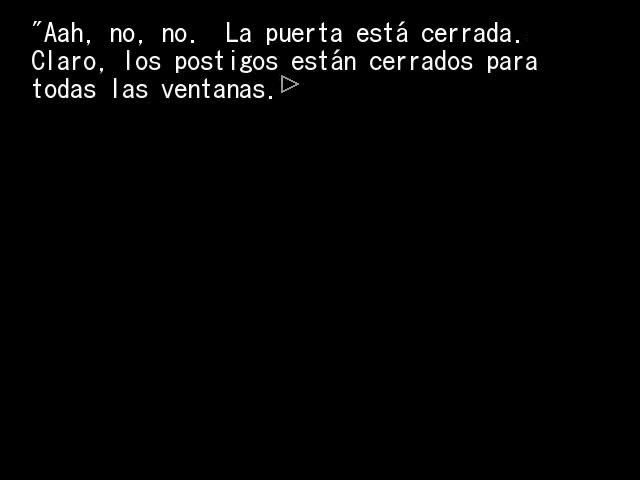 "Aah, no, no.  La puerta está cerrada.
Claro, los postigos están cerrados para
todas las ventanas.